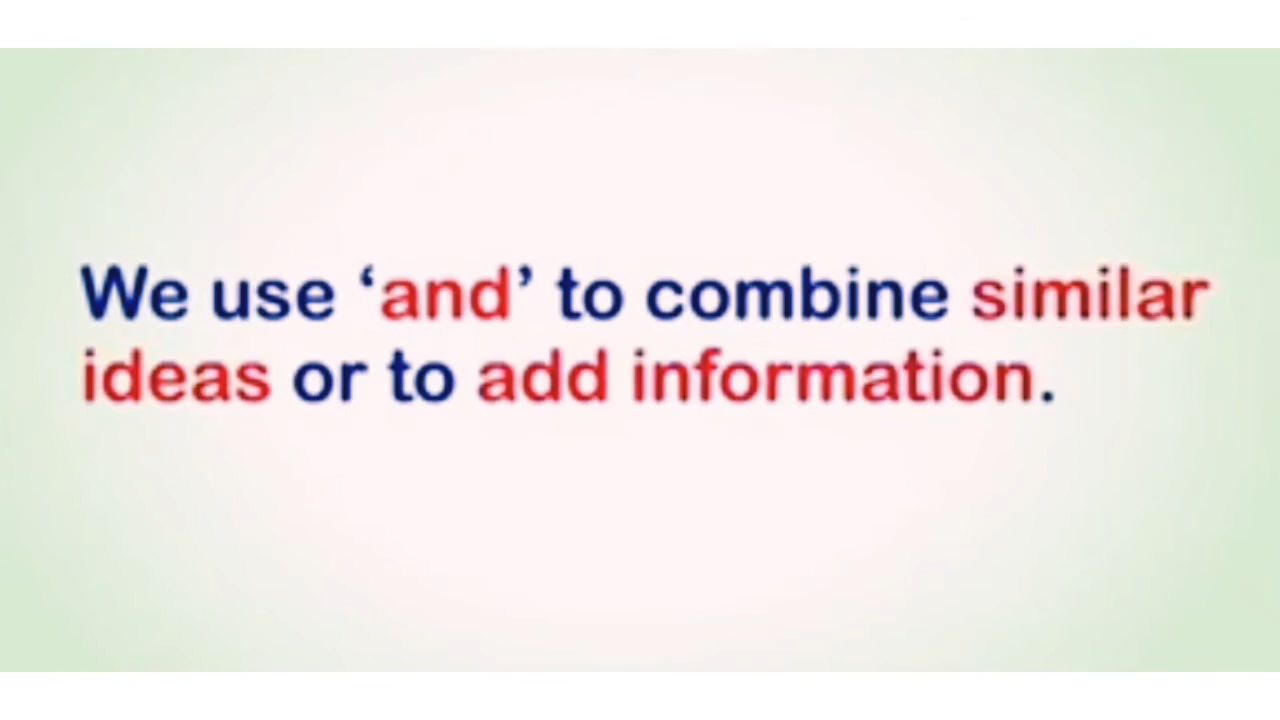 We use ‘and’ to combine similar
ideas or to add information.